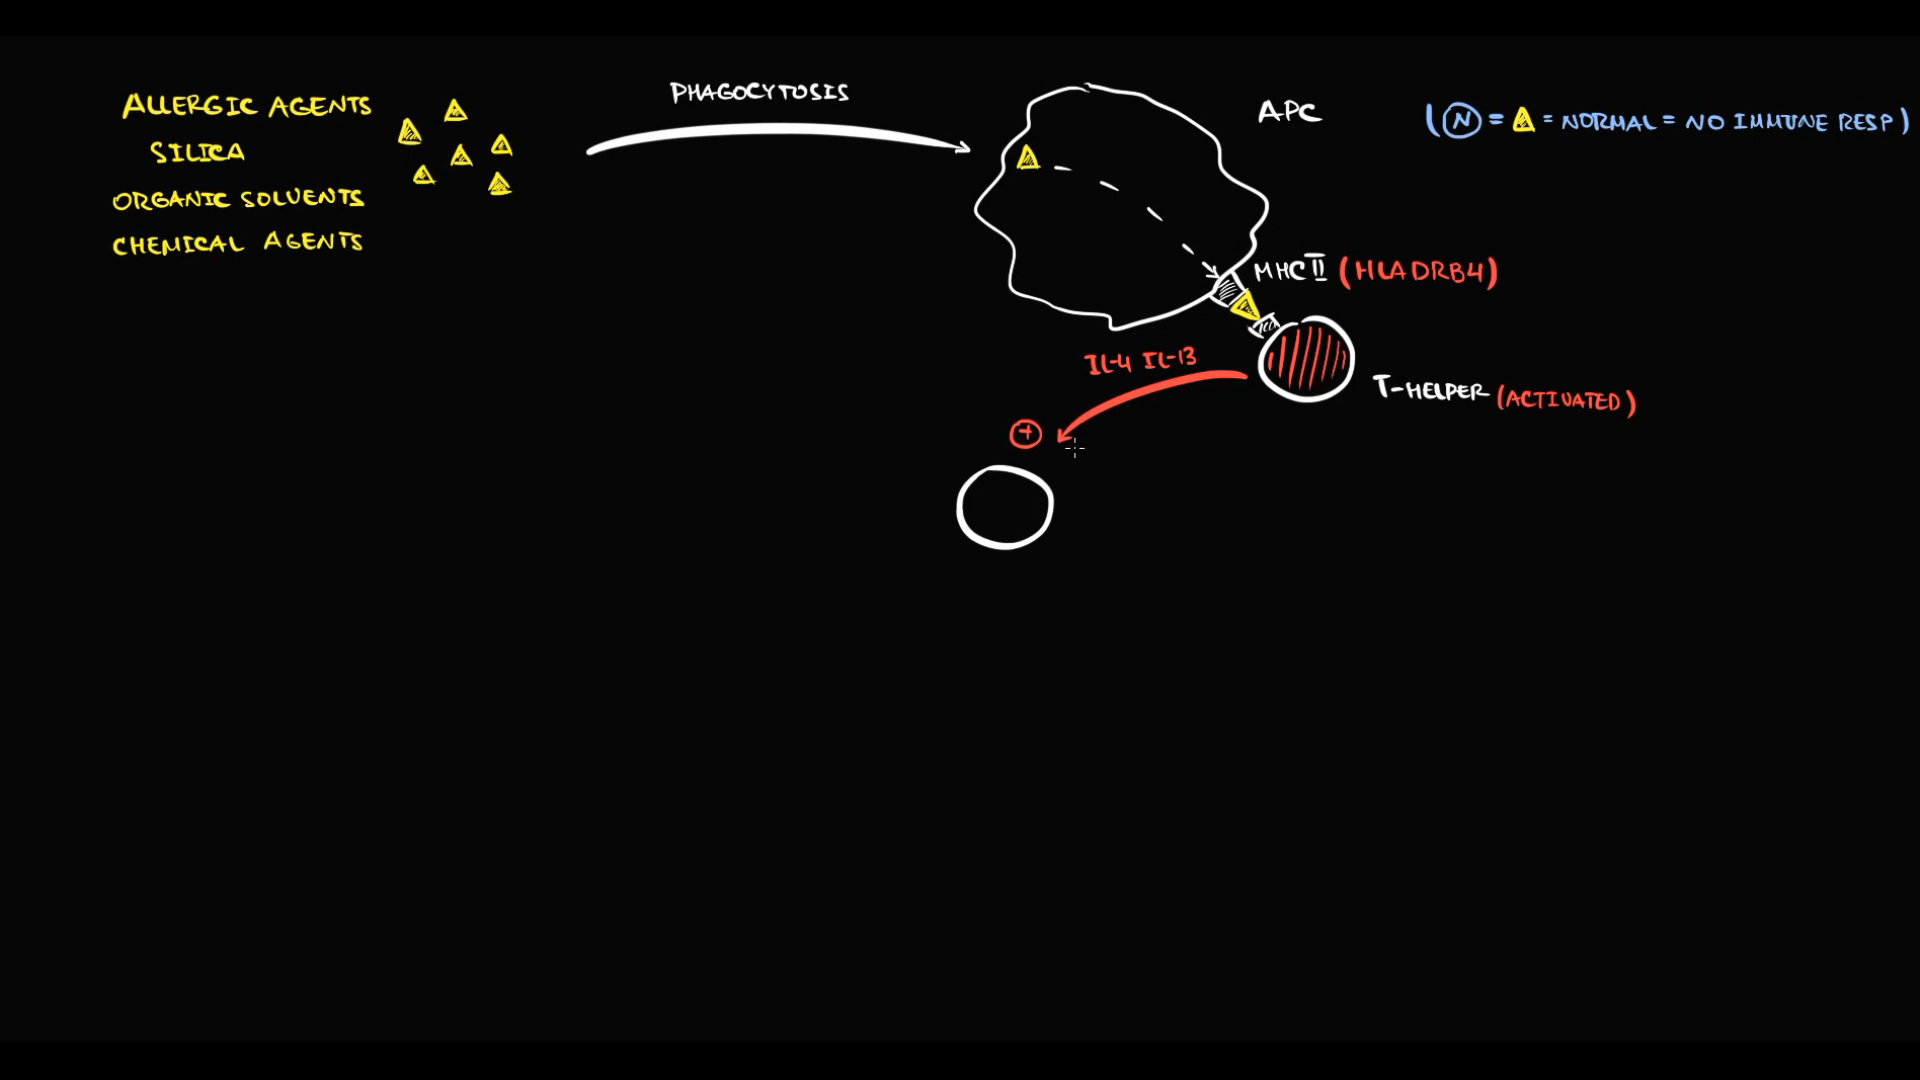 ALLERGIC AGENTS
SILICA
ORGANIC SOLVENTS
CHEMICAL AGENTS
PHAGOCYTOSIS
APC
(N = = NORMAL = NO IMMUNE RESP)
MHC II (HLADRB4)
T-HELPER (ACTIVATED)
IL-4 IL-13
+